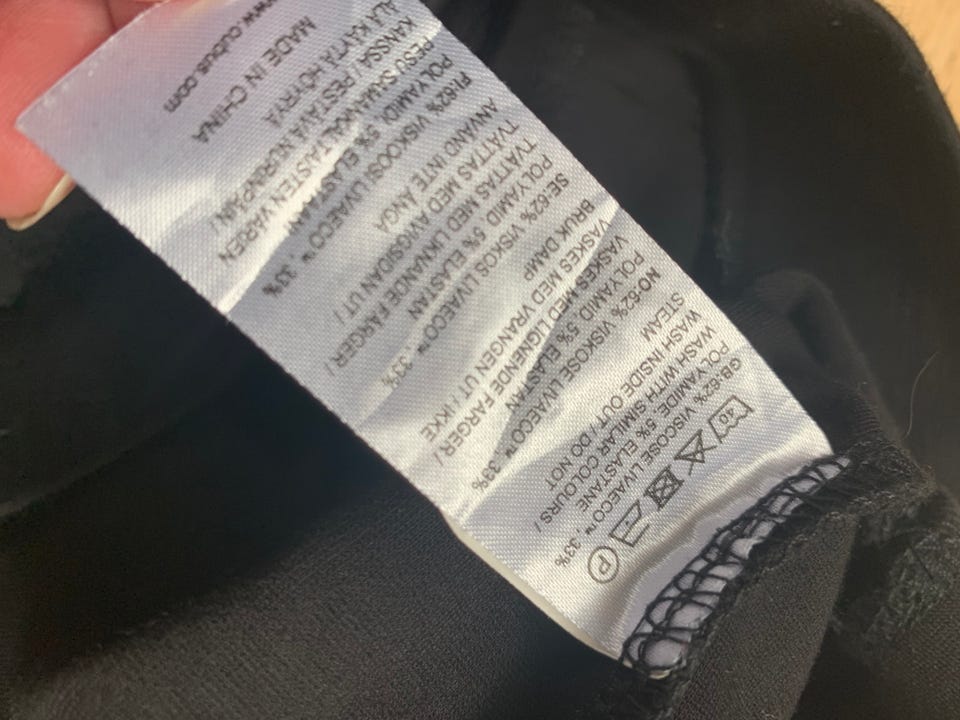 40
P
GB:62% VISCOSE LIVAECO™, 33%
POLYAMIDE, 5% ELASTANE
WASH WITH SIMILAR COLOURS /
WASH INSIDE OUT / DO NOT
STEAM
NO:62% VISKOSE LIVAECO™, 33%
POLYAMID, 5% ELASTAN
VASKES MED LIGNENDE FARGER /
VASKES MED VRANGEN UT / IKKE
BRUK DAMP
SE:62% VISKOS LIVAECO™, 33%
POLYAMID, 5% ELASTAN
TVÄTTAS MED LIKNANDE FÄRGER /
TVÄTTAS MED AVIGSIDAN UT /
ANVÄND INTE ÅNGA
FI:62% VISKOOSI LIVAECO™, 33%
POLYAMIDI, 5% ELASTAANI
PESU SAMANVÄRISTEN VAREN
KANSSA / PESTÄVÄ NURINPÄIN /
ÄLÄ KÄYTÄ HÖYRYÄ
MADE IN CHINA
www.cubus.com